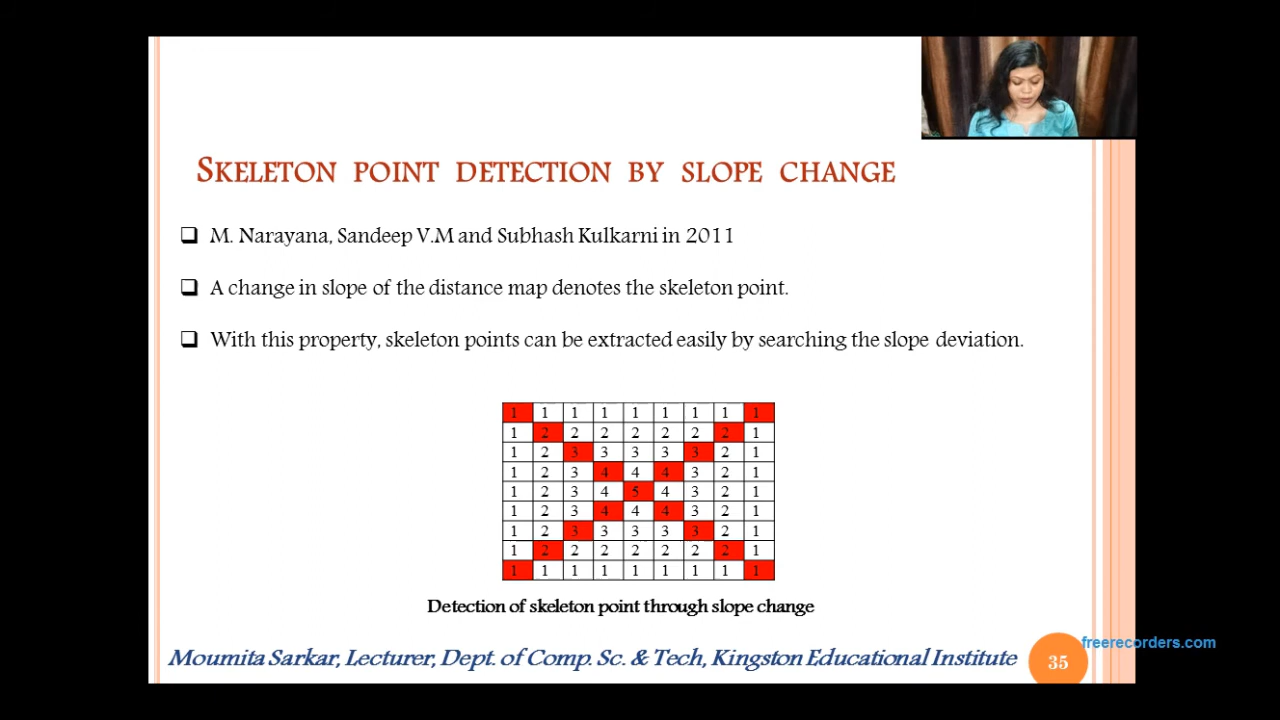 SKELETON POINT DETECTION BY SLOPE CHANGE
❑ M. Narayana, Sandeep V.M and Subhash Kulkarni in 2011
❑ A change in slope of the distance map denotes the skeleton point.
❑ With this property, skeleton points can be extracted easily by searching the slope deviation.
1 1 1 1 1 1 1 1 1
1 2 2 2 2 2 2 2 1
1 2 3 3 3 3 3 2 1
1 2 3 4 4 4 3 2 1
1 2 3 4 5 4 3 2 1
1 2 3 4 4 4 3 2 1
1 2 3 3 3 3 3 2 1
1 2 2 2 2 2 2 2 1
1 1 1 1 1 1 1 1 1
Detection of skeleton point through slope change
Moumita Sarkar, Lecturer, Dept. of Comp. Sc. & Tech, Kingston Educational Institute
35
freerecorders.com